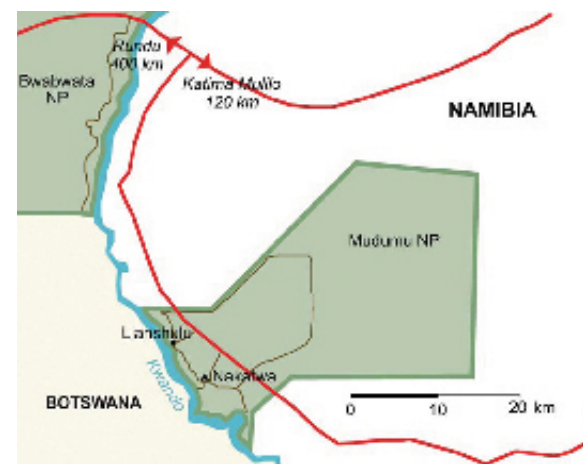 Rundu
400 km
Bwabwata
NP
Katima Mulilo
120 km
NAMIBIA
Mudumu NP
Lianshulu
Nakatwa
Kwando
BOTSWANA
0 10 20 km